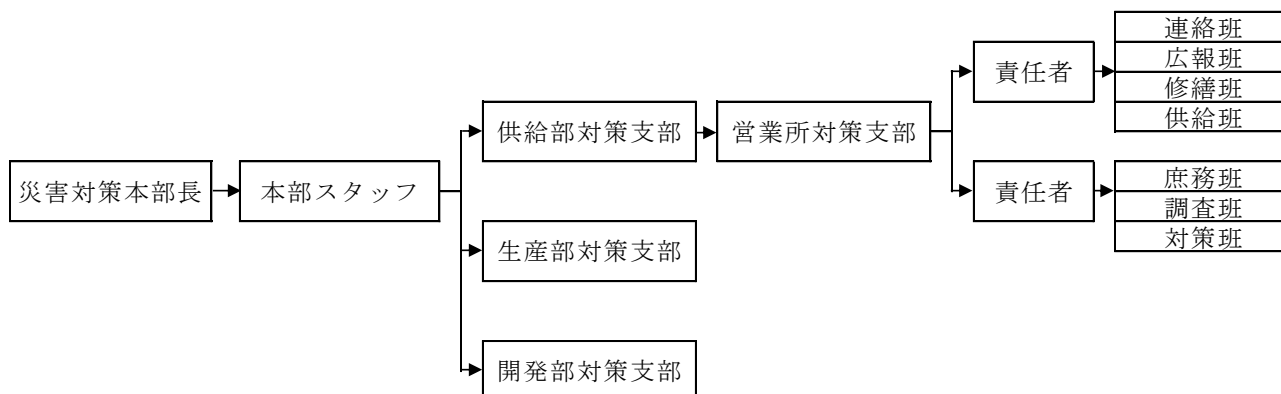 災害対策本部長
本部スタッフ
供給部対策支部
生産部対策支部
開発部対策支部
営業所対策支部
責任者
連絡班
広報班
修繕班
供給班
責任者
庶務班
調査班
対策班